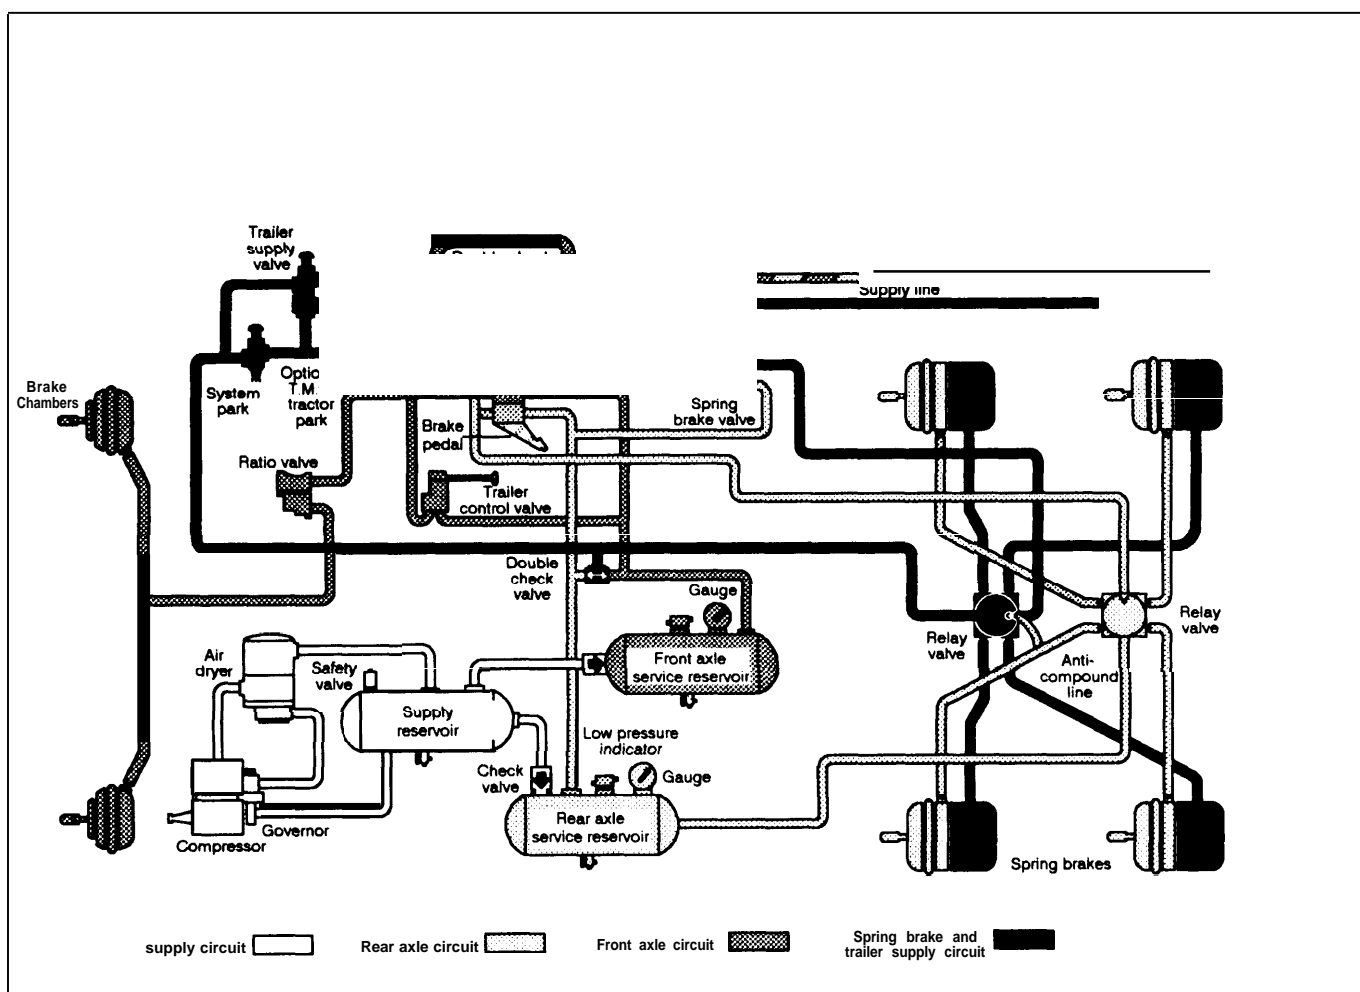 Trailer
supply
valve
Supply line
System
park
Optio
T.M.
tractor
park
Brake
Chambers
Spring
brake valve
Brake
pedal
Ratio valve
Trailer
control valve
Double
check
valve
Gauge
Front axle
service reservoir
Relay
valve
Relay
valve
Anti-
compound
line
Air
dryer
Safety
valve
Supply
reservoir
Low pressure
indicator
Gauge
Check
valve
Rear axle
service reservoir
Governor
Compressor
Spring brakes
supply circuit
Rear axle circuit
Front axle circuit
Spring brake and
trailer supply circuit